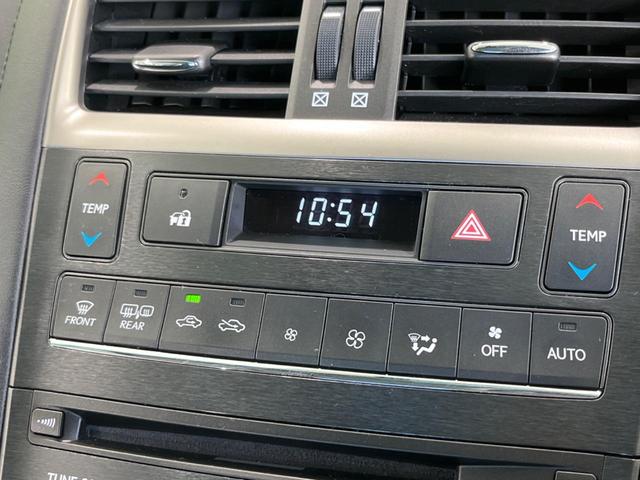 TEMP
10:54
TEMP
FRONT
REAR
OFF
AUTO